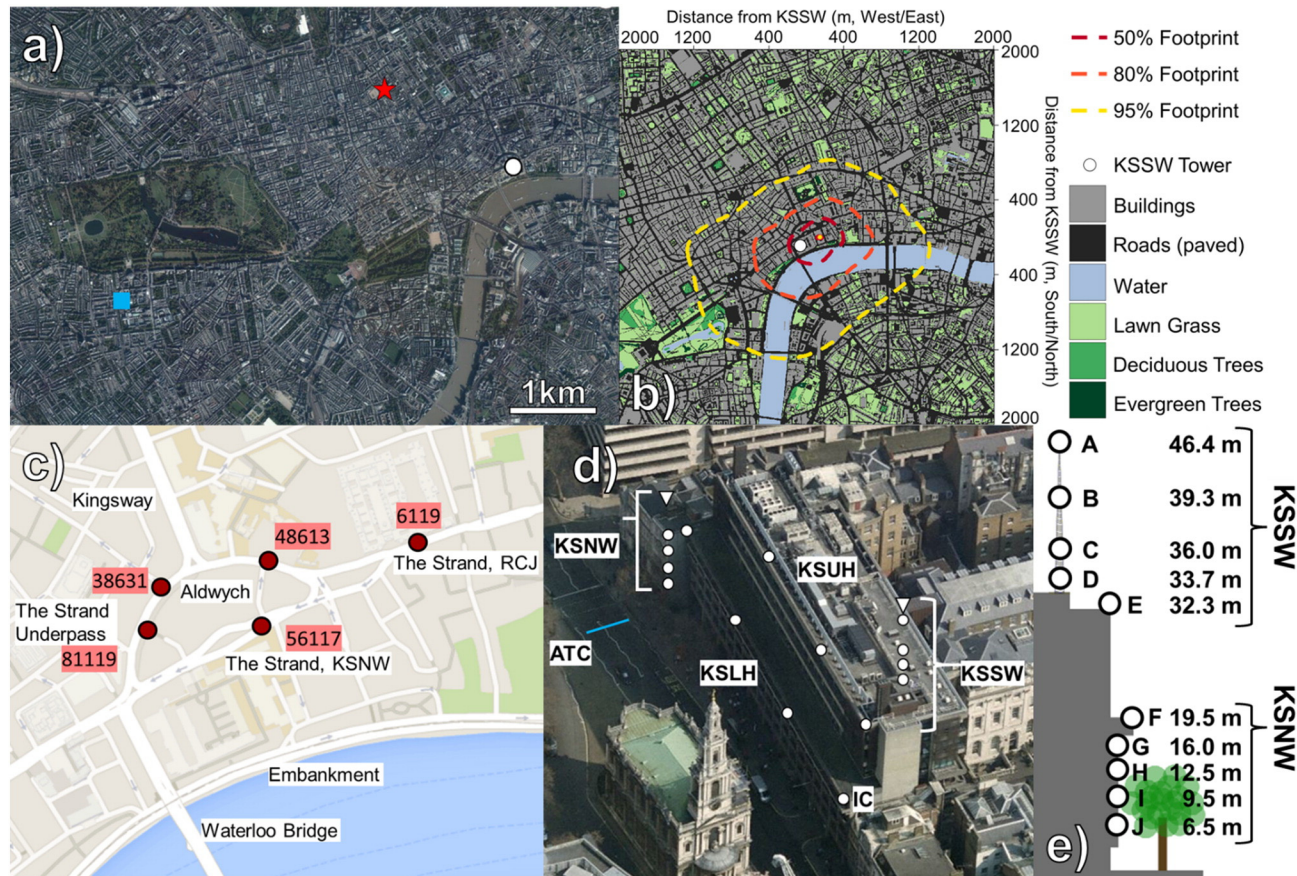 a)
1km
Distance from KSSW (m, West/East)
2000 1200 400 400 1200 2000
2000
1200
400
400
1200
2000
Distance from KSSW (m, South/North)
b)
50% Footprint
80% Footprint
95% Footprint
KSSW Tower
Buildings
Roads (paved)
Water
Lawn Grass
Deciduous Trees
Evergreen Trees
c)
Kingsway
6119
48613
The Strand, RCJ
38631
Aldwych
The Strand
Underpass
81119
56117
The Strand, KSNW
Embankment
Waterloo Bridge
d)
KSNW
KSUH
ATC
KSLH
KSSW
IC
A 46.4 m
B 39.3 m
C 36.0 m
D 33.7 m
E 32.3 m
KSSW
F 19.5 m
G 16.0 m
H 12.5 m
I 9.5 m
J 6.5 m
KSNW
e)